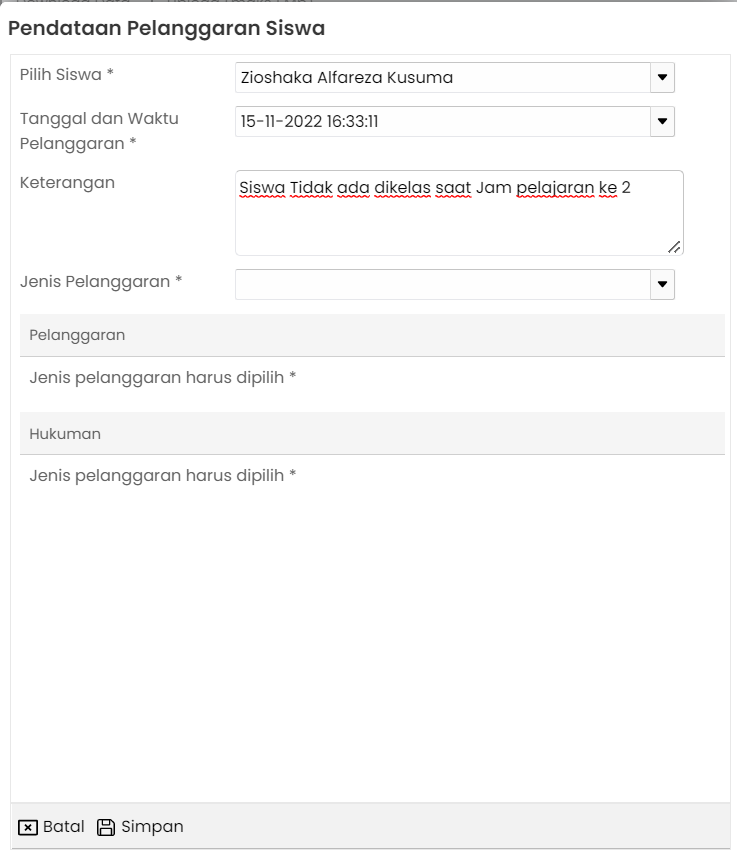 Pendataan Pelanggaran Siswa
Pilih Siswa *
Zioshaka Alfareza Kusuma
Tanggal dan Waktu
Pelanggaran *
15-11-2022 16:33:11
Keterangan
Siswa Tidak ada dikelas saat Jam pelajaran ke 2
Jenis Pelanggaran *
Pelanggaran
Jenis pelanggaran harus dipilih *
Hukuman
Jenis pelanggaran harus dipilih *
Batal Simpan